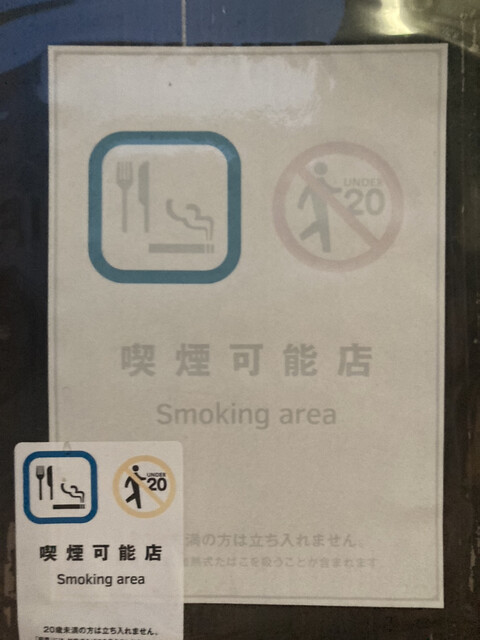 UNDER
20
喫煙可能店
Smoking area
満の方は立ち入れません。
熱式たばこを吸うことが含まれます
UNDER
20
喫煙可能店
Smoking area
20歳未満の方は立ち入れません。